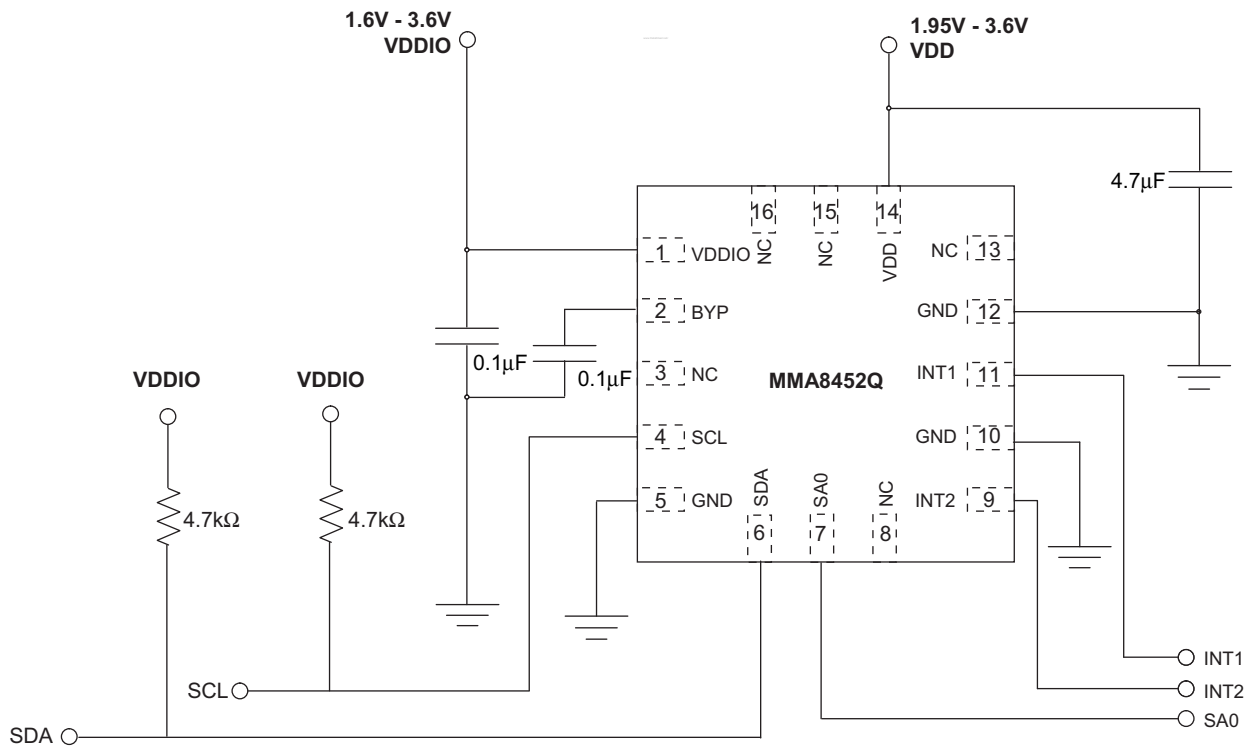 1.6V - 3.6V
VDDIO
1.95V - 3.6V
VDD
4.7μF
16
NC
15
NC
14
VDD
1 VDDIO
NC 13
2 BYP
GND 12
0.1μF
0.1μF
3 NC
MMA8452Q
INT1 11
VDDIO
VDDIO
4 SCL
GND 10
5 GND
SDA
6
SA0
7
NC
8
INT2 9
4.7kΩ
4.7kΩ
INT1
SCL
INT2
SDA
SA0